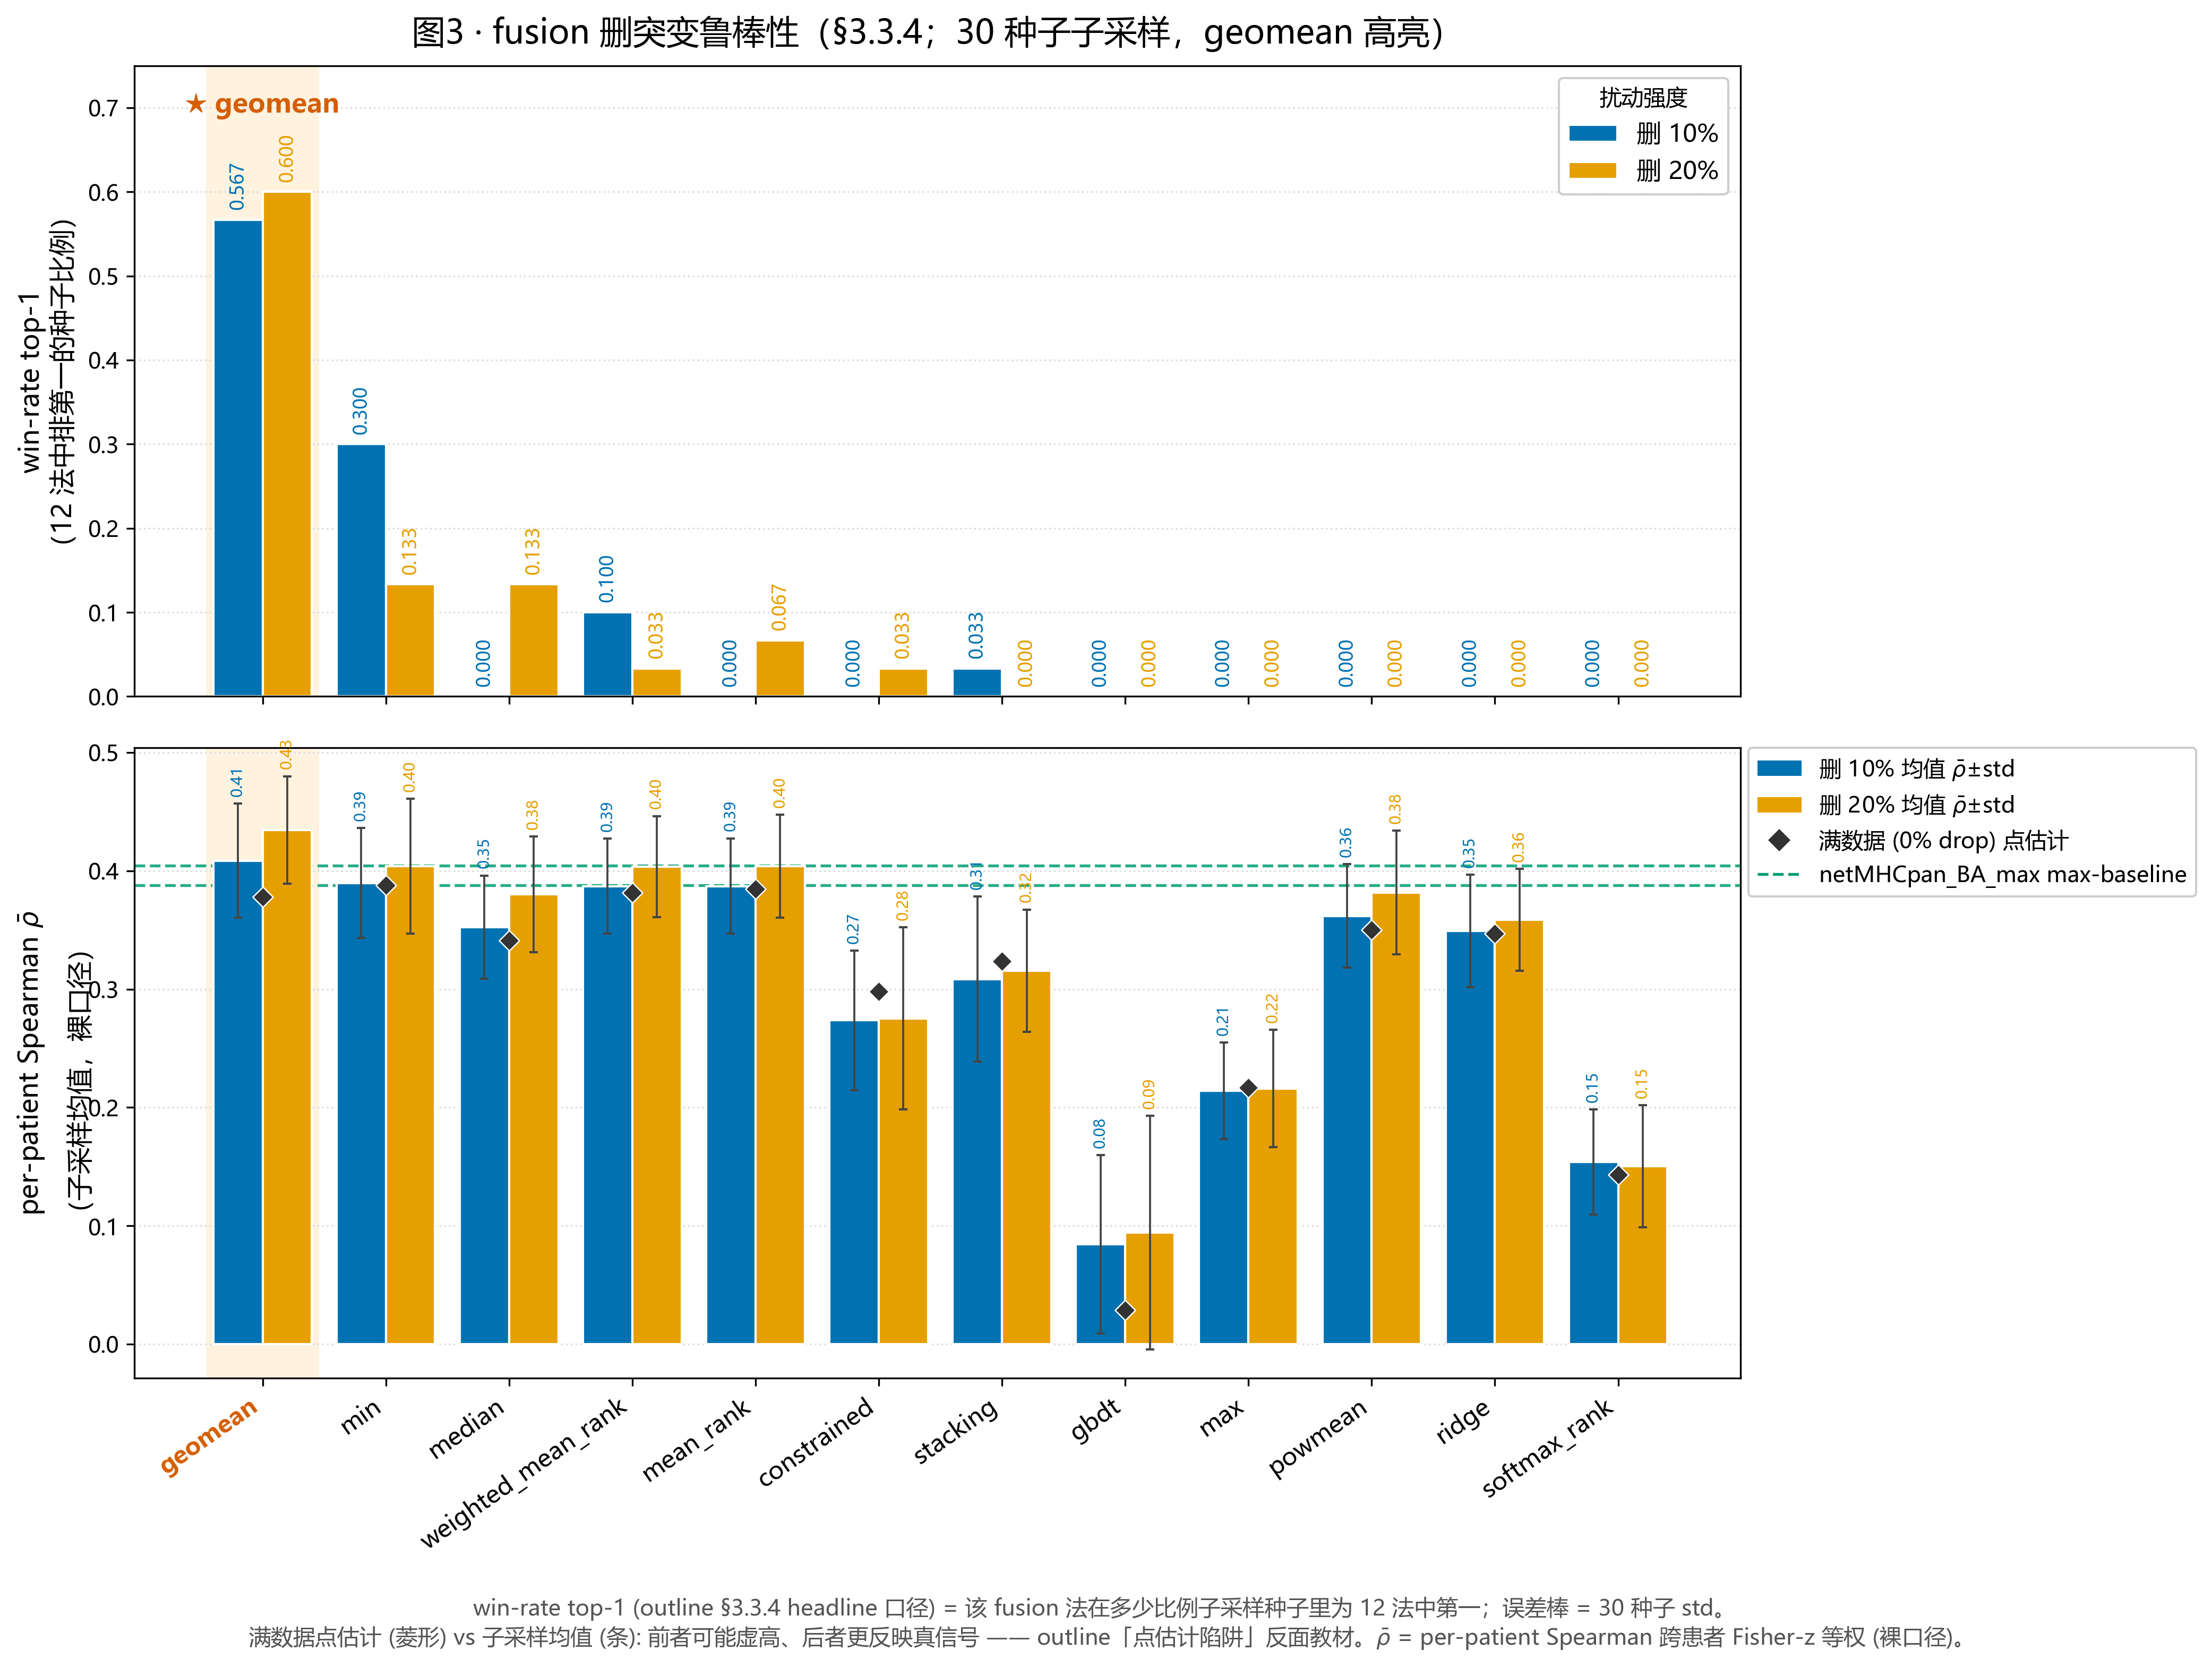 图3 · fusion 删突变鲁棒性（§3.3.4；30 种子子采样，geomean 高亮）
win-rate top-1
（12 法中排第一的种子比例）
0.7
0.6
0.5
0.4
0.3
0.2
0.1
0.0
★ geomean
扰动强度
删 10%
删 20%
0.567
0.600
0.300
0.133
0.000
0.133
0.100
0.033
0.000
0.067
0.000
0.033
0.033
0.000
0.000
0.000
0.000
0.000
0.000
0.000
0.000
0.000
0.000
0.000
per-patient Spearman ρ̄
（子采样均值，裸口径）
0.5
0.4
0.3
0.2
0.1
0.0
0.41
0.43
0.39
0.40
0.35
0.38
0.39
0.40
0.39
0.40
0.27
0.28
0.31
0.32
0.08
0.09
0.21
0.22
0.36
0.38
0.35
0.36
0.15
0.15
删 10% 均值 ρ̄±std
删 20% 均值 ρ̄±std
满数据 (0% drop) 点估计
netMHCpan_BA_max max-baseline
geomean
min
median
weighted_mean_rank
mean_rank
constrained
stacking
gbdt
max
powmean
ridge
softmax_rank
win-rate top-1 (outline §3.3.4 headline 口径) = 该 fusion 法在多少比例子采样种子里为 12 法中第一；误差棒 = 30 种子 std。
满数据点估计 (菱形) vs 子采样均值 (条): 前者可能虚高、后者更反映真信号 —— outline「点估计陷阱」反面教材。ρ̄ = per-patient Spearman 跨患者 Fisher-z 等权 (裸口径)。